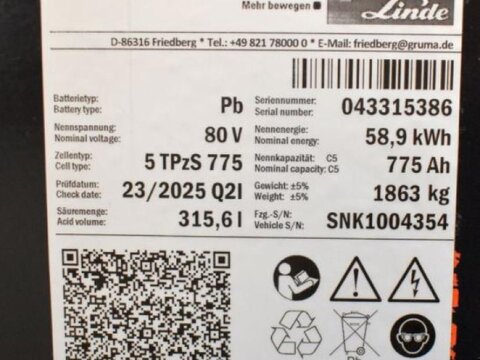 Mehr bewegen
Linde
D-86316 Friedberg * Tel.: +49 821 78000 0 * E-Mail: friedberg@gruma.de
Batterietyp: Pb Seriennummer: 043315386
Battery type: Serial number:
Nennspannung: 80 V Nennenergie: 58,9 kWh
Nominal voltage: Nominal energy:
Zellentyp: 5 TPzS 775 Nennkapazität: C5 775 Ah
Cell type: Nominal capacity: C5
Prüfdatum: 23/2025 Q2I Gewicht: ±5% 1863 kg
Check date: Weight: ±5%
Säuremenge: 315,6 l Fzg.-S/N: SNK1004354
Acid volume: Vehicle S/N:
Pb